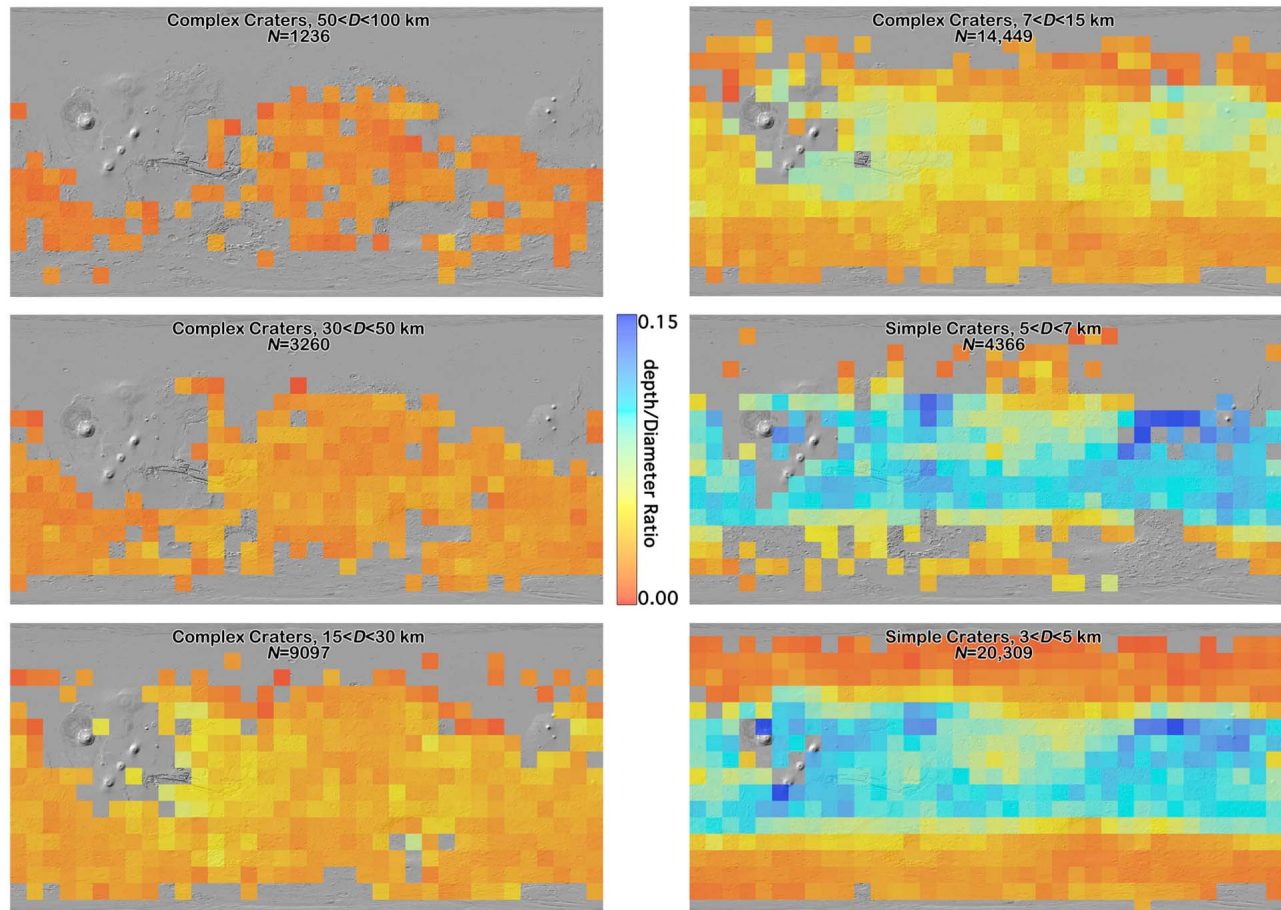 Complex Craters, 50<D<100 km
N=1236
Complex Craters, 7<D<15 km
N=14,449
Complex Craters, 30<D<50 km
N=3260
0.15
depth/Diameter Ratio
0.00
Simple Craters, 5<D<7 km
N=4366
Complex Craters, 15<D<30 km
N=9097
Simple Craters, 3<D<5 km
N=20,309